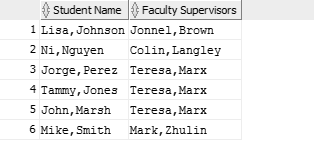 Student Name Faculty Supervisors
1 Lisa,Johnson Jonnel,Brown
2 Ni,Nguyen Colin,Langley
3 Jorge,Perez Teresa,Marx
4 Tammy,Jones Teresa,Marx
5 John,Marsh Teresa,Marx
6 Mike,Smith Mark,Zhulin